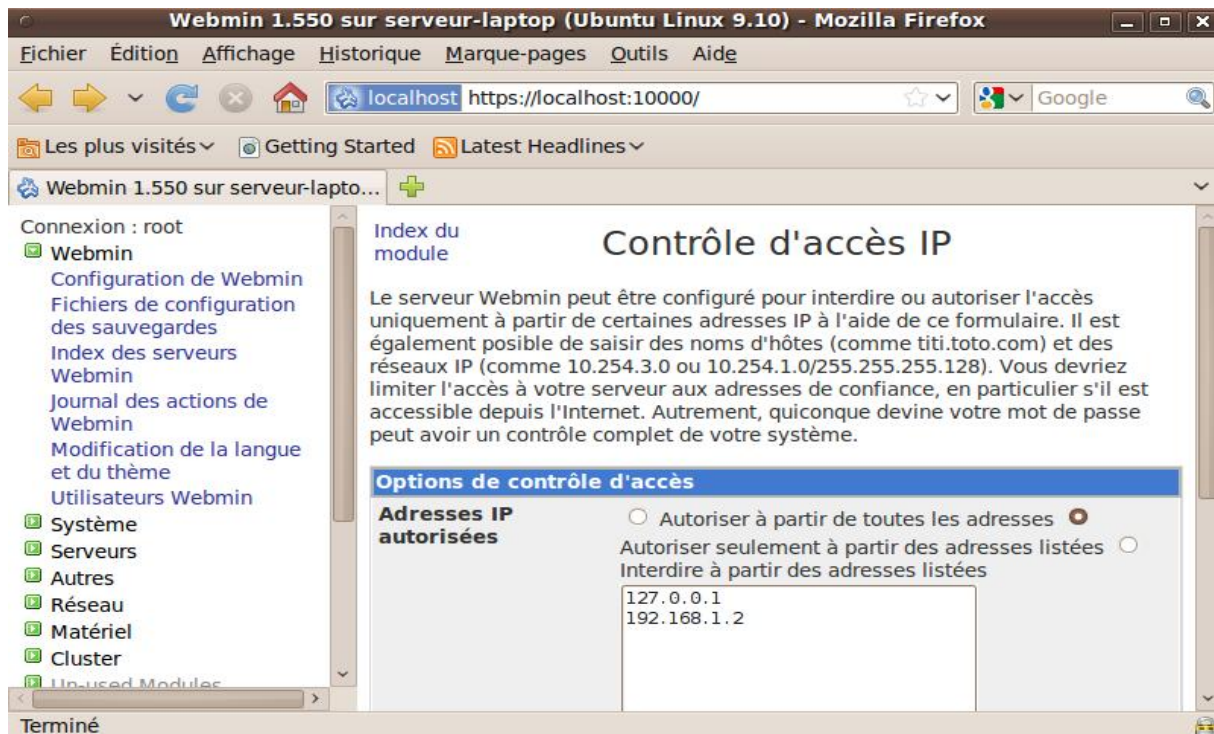 Webmin 1.550 sur serveur-laptop (Ubuntu Linux 9.10) - Mozilla Firefox
Fichier Édition Affichage Historique Marque-pages Outils Aide
localhost https://localhost:10000/ Google
Les plus visités Getting Started Latest Headlines
Webmin 1.550 sur serveur-lapto...
Connexion : root
Webmin
Configuration de Webmin
Fichiers de configuration
des sauvegardes
Index des serveurs
Webmin
Journal des actions de
Webmin
Modification de la langue
et du thème
Utilisateurs Webmin
Système
Serveurs
Autres
Réseau
Matériel
Cluster
Un-used Modules
Index du
module
Contrôle d'accès IP
Le serveur Webmin peut être configuré pour interdire ou autoriser l'accès
uniquement à partir de certaines adresses IP à l'aide de ce formulaire. Il est
également posible de saisir des noms d'hôtes (comme titi.toto.com) et des
réseaux IP (comme 10.254.3.0 ou 10.254.1.0/255.255.255.128). Vous devriez
limiter l'accès à votre serveur aux adresses de confiance, en particulier s'il est
accessible depuis l'Internet. Autrement, quiconque devine votre mot de passe
peut avoir un contrôle complet de votre système.
Options de contrôle d'accès
Adresses IP
autorisées
Autoriser à partir de toutes les adresses
Autoriser seulement à partir des adresses listées
Interdire à partir des adresses listées
127.0.0.1
192.168.1.2
Terminé